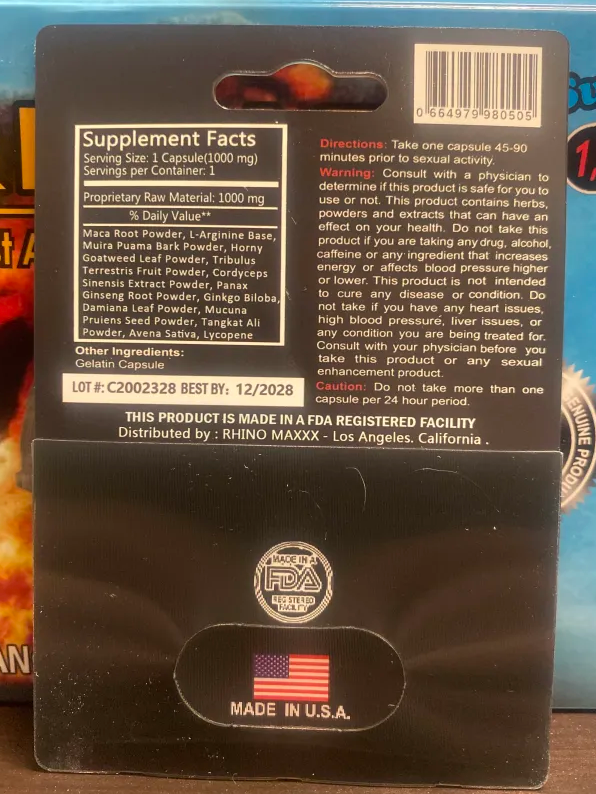 0 664979 980505
Supplement Facts
Serving Size: 1 Capsule(1000 mg)
Servings per Container: 1
Proprietary Raw Material: 1000 mg
% Daily Value**
Maca Root Powder, L-Arginine Base,
Muira Puama Bark Powder, Horny
Goatweed Leaf Powder, Tribulus
Terrestris Fruit Powder, Cordyceps
Sinensis Extract Powder, Panax
Ginseng Root Powder, Ginkgo Biloba,
Damiana Leaf Powder, Mucuna
Pruiens Seed Powder, Tangkat Ali
Powder, Avena Sativa, Lycopene
Other Ingredients:
Gelatin Capsule
LOT #: C2002328 BEST BY: 12/2028
Directions: Take one capsule 45-90
minutes prior to sexual activity.
Warning: Consult with a physician to
determine if this product is safe for you to
use or not. This product contains herbs,
powders and extracts that can have an
effect on your health. Do not take this
product if you are taking any drug, alcohol,
caffeine or any ingredient that increases
energy or affects blood pressure higher
or lower. This product is not intended
to cure any disease or condition. Do
not take if you have any heart issues,
high blood pressure, liver issues, or
any condition you are being treated for.
Consult with your physician before you
take this product or any sexual
enhancement product.
Caution: Do not take more than one
capsule per 24 hour period.
THIS PRODUCT IS MADE IN A FDA REGISTERED FACILITY
Distributed by : RHINO MAXXX - Los Angeles. California .
MADE IN A
FDA
REGISTERED
FACILITY
MADE IN U.S.A.